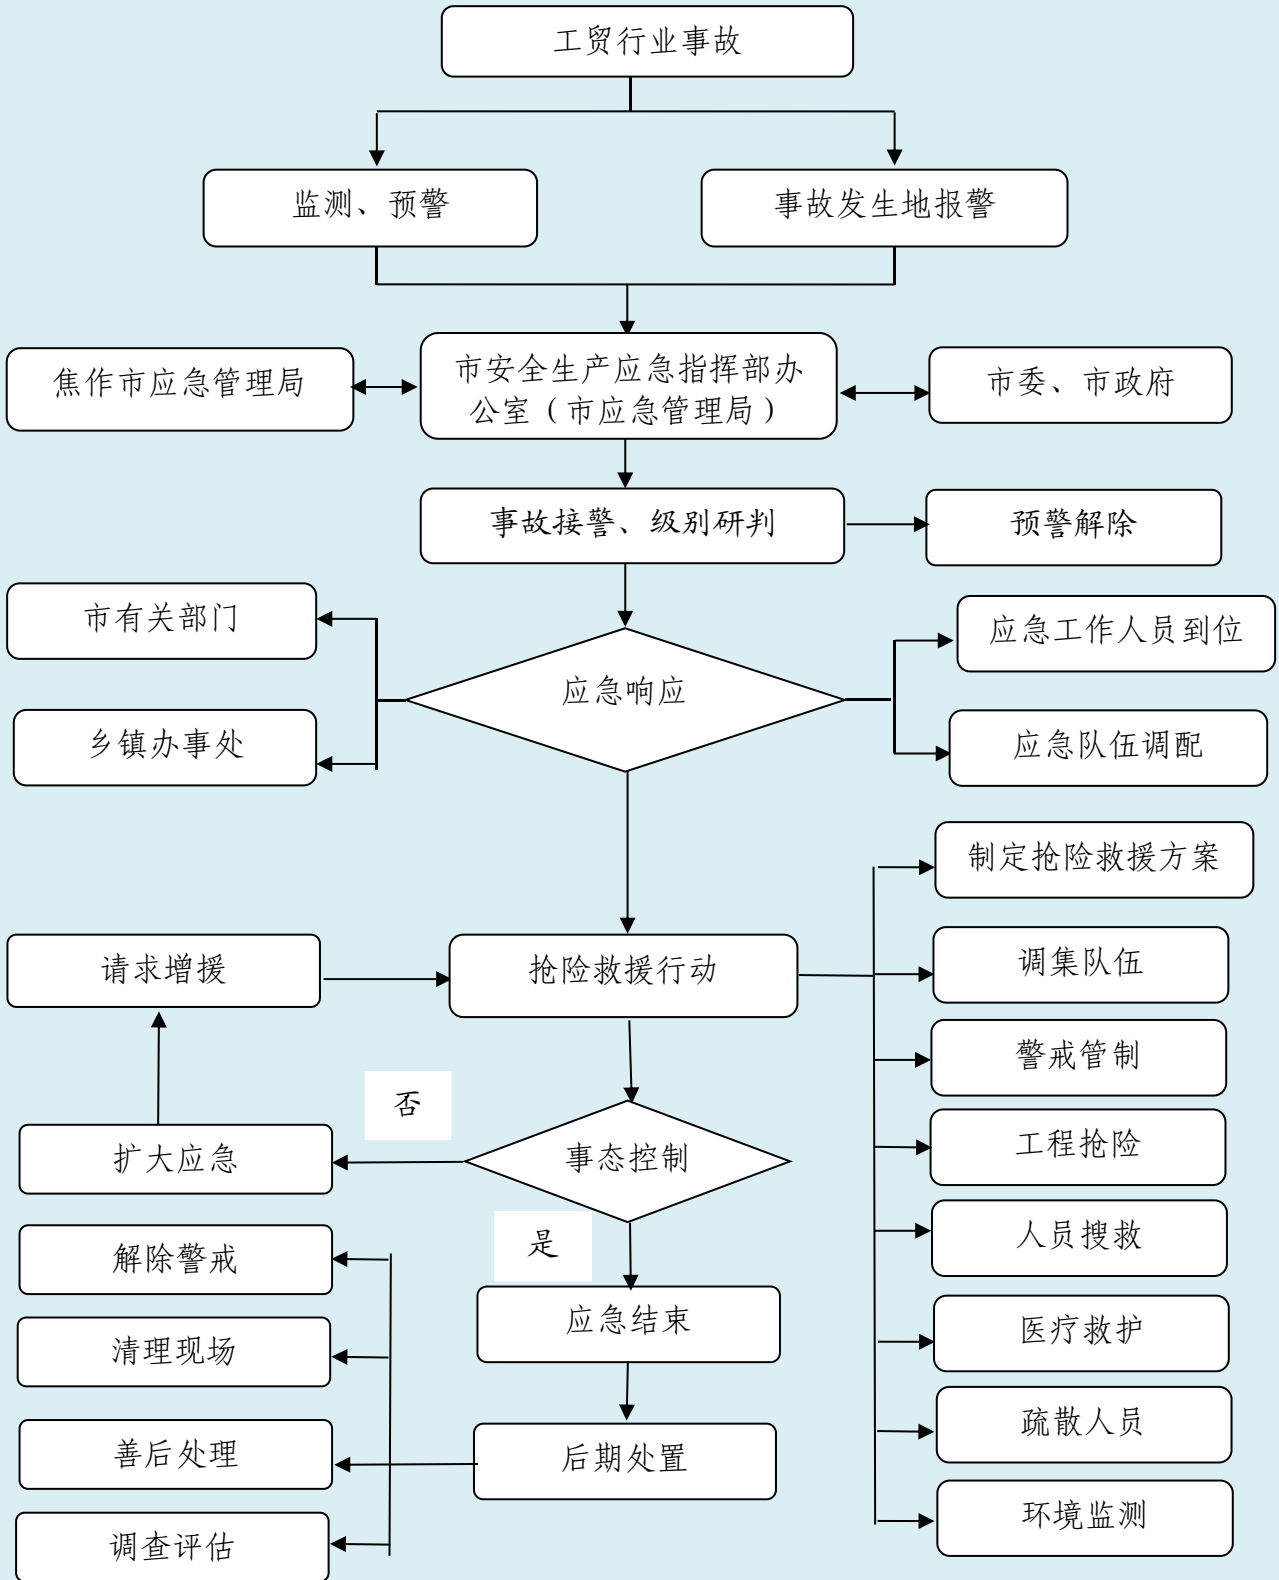 工贸行业事故
监测、预警
事故发生地报警
焦作市应急管理局
市安全生产应急指挥部办
公室（市应急管理局）
市委、市政府
事故接警、级别研判
预警解除
市有关部门
应急工作人员到位
应急响应
乡镇办事处
应急队伍调配
制定抢险救援方案
请求增援
抢险救援行动
调集队伍
警戒管制
否
扩大应急
事态控制
工程抢险
人员搜救
是
解除警戒
应急结束
医疗救护
清理现场
疏散人员
善后处理
后期处置
环境监测
调查评估